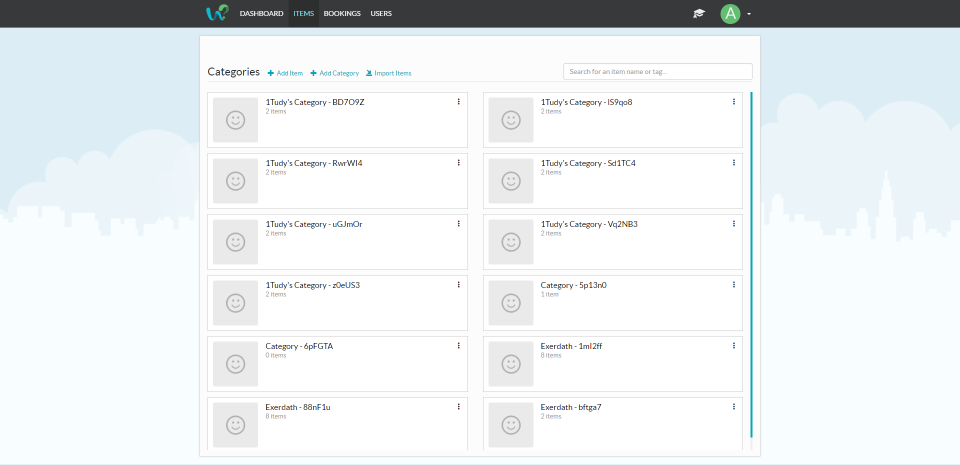 DASHBOARD ITEMS BOOKINGS USERS
A
Categories Add Item Add Category Import Items Search for an item name or tag...
1Tudy's Category - BD7O9Z
2 items
1Tudy's Category - IS9qo8
2 items
1Tudy's Category - RwrWI4
2 items
1Tudy's Category - Sd1TC4
2 items
1Tudy's Category - uGJmOr
2 items
1Tudy's Category - Vq2NB3
2 items
1Tudy's Category - z0eUS3
2 items
Category - 5p13n0
1 item
Category - 6pFGTA
0 items
Exerdath - 1mI2ff
8 items
Exerdath - 88nF1u
8 items
Exerdath - bftga7
2 items